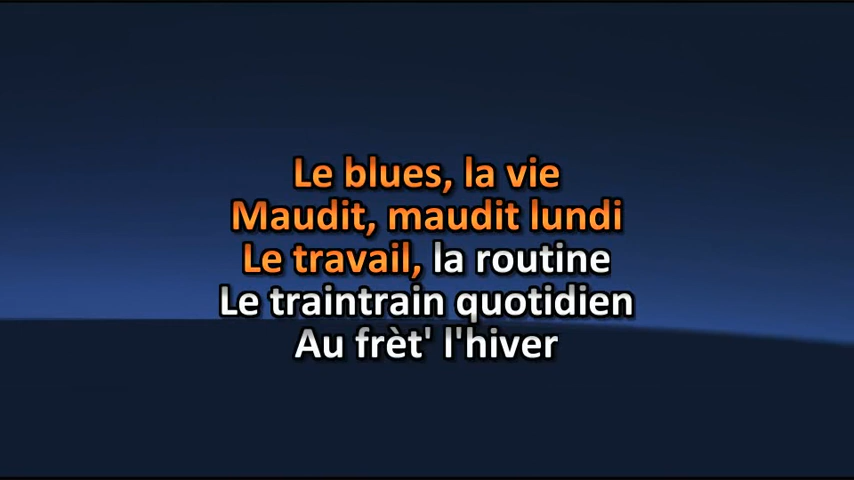 Le blues, la vie
Maudit, maudit lundi
Le travail, la routine
Le traintrain quotidien
Au frèt' l'hiver